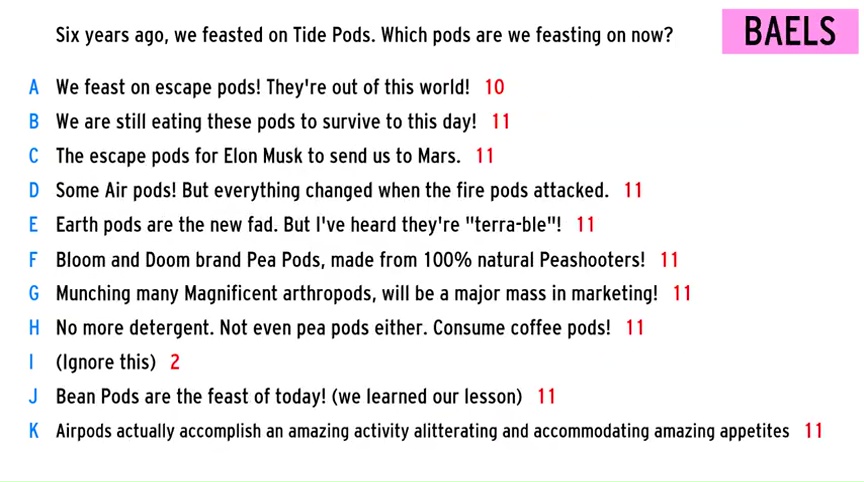 Six years ago, we feasted on Tide Pods. Which pods are we feasting on now?
BAELS
A We feast on escape pods! They're out of this world! 10
B We are still eating these pods to survive to this day! 11
C The escape pods for Elon Musk to send us to Mars. 11
D Some Air pods! But everything changed when the fire pods attacked. 11
E Earth pods are the new fad. But I've heard they're "terra-ble"! 11
F Bloom and Doom brand Pea Pods, made from 100% natural Peashooters! 11
G Munching many Magnificent arthropods, will be a major mass in marketing! 11
H No more detergent. Not even pea pods either. Consume coffee pods! 11
I (Ignore this) 2
J Bean Pods are the feast of today! (we learned our lesson) 11
K Airpods actually accomplish an amazing activity alitterating and accommodating amazing appetites 11